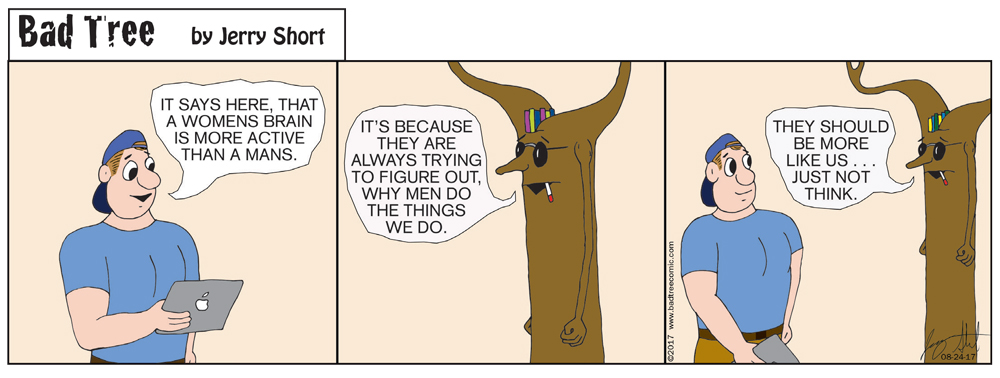 Bad Tree by Jerry Short
IT SAYS HERE, THAT
A WOMENS BRAIN
IS MORE ACTIVE
THAN A MANS.
IT'S BECAUSE
THEY ARE
ALWAYS TRYING
TO FIGURE OUT,
WHY MEN DO
THE THINGS
WE DO.
THEY SHOULD
BE MORE
LIKE US . . .
JUST NOT
THINK.
©2017 www.badtreecomic.com
08-24-17